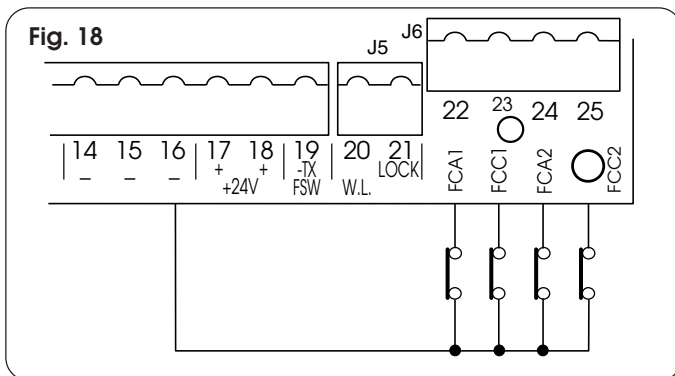 Fig. 18
J5
J6
14 15 16 17 18 19 20 21
22 23 24 25
– – – + + -TX LOCK
+24V FSW W.L.
FCA1 FCC1 FCA2 FCC2